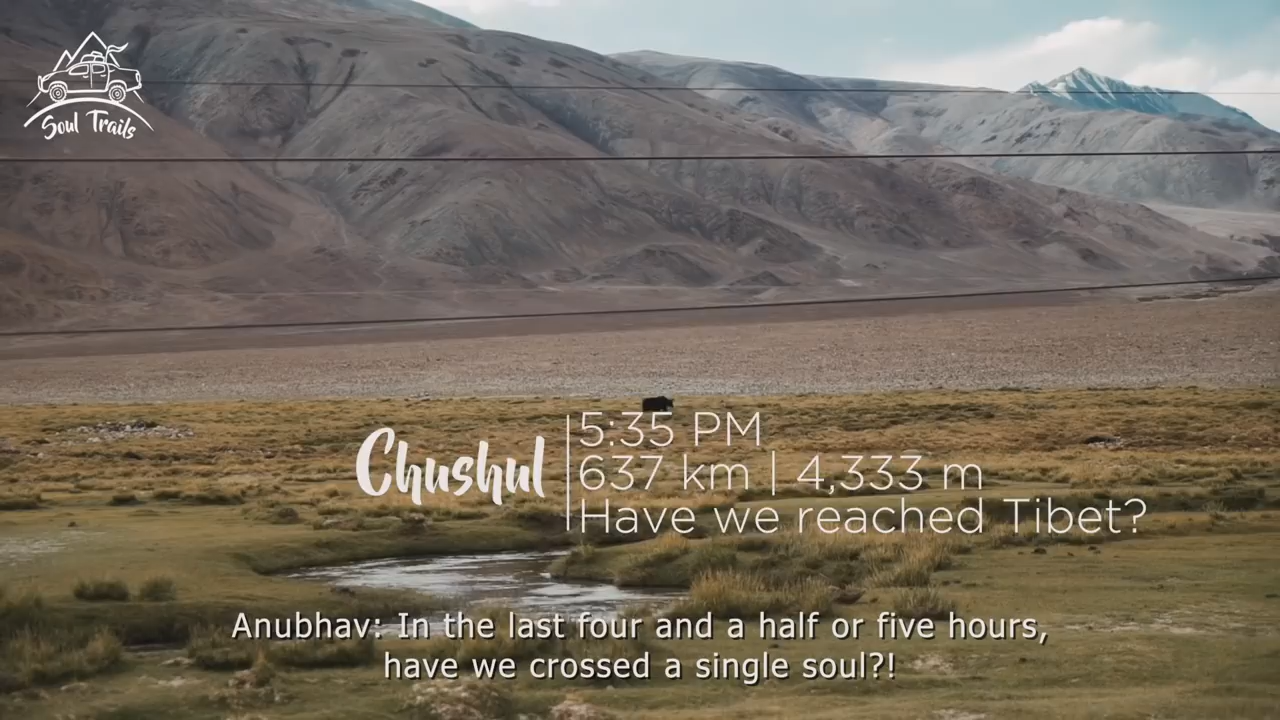 Soul Trails
Chushul
5:35 PM
637 km | 4,333 m
Have we reached Tibet?
Anubhav: In the last four and a half or five hours,
have we crossed a single soul?!